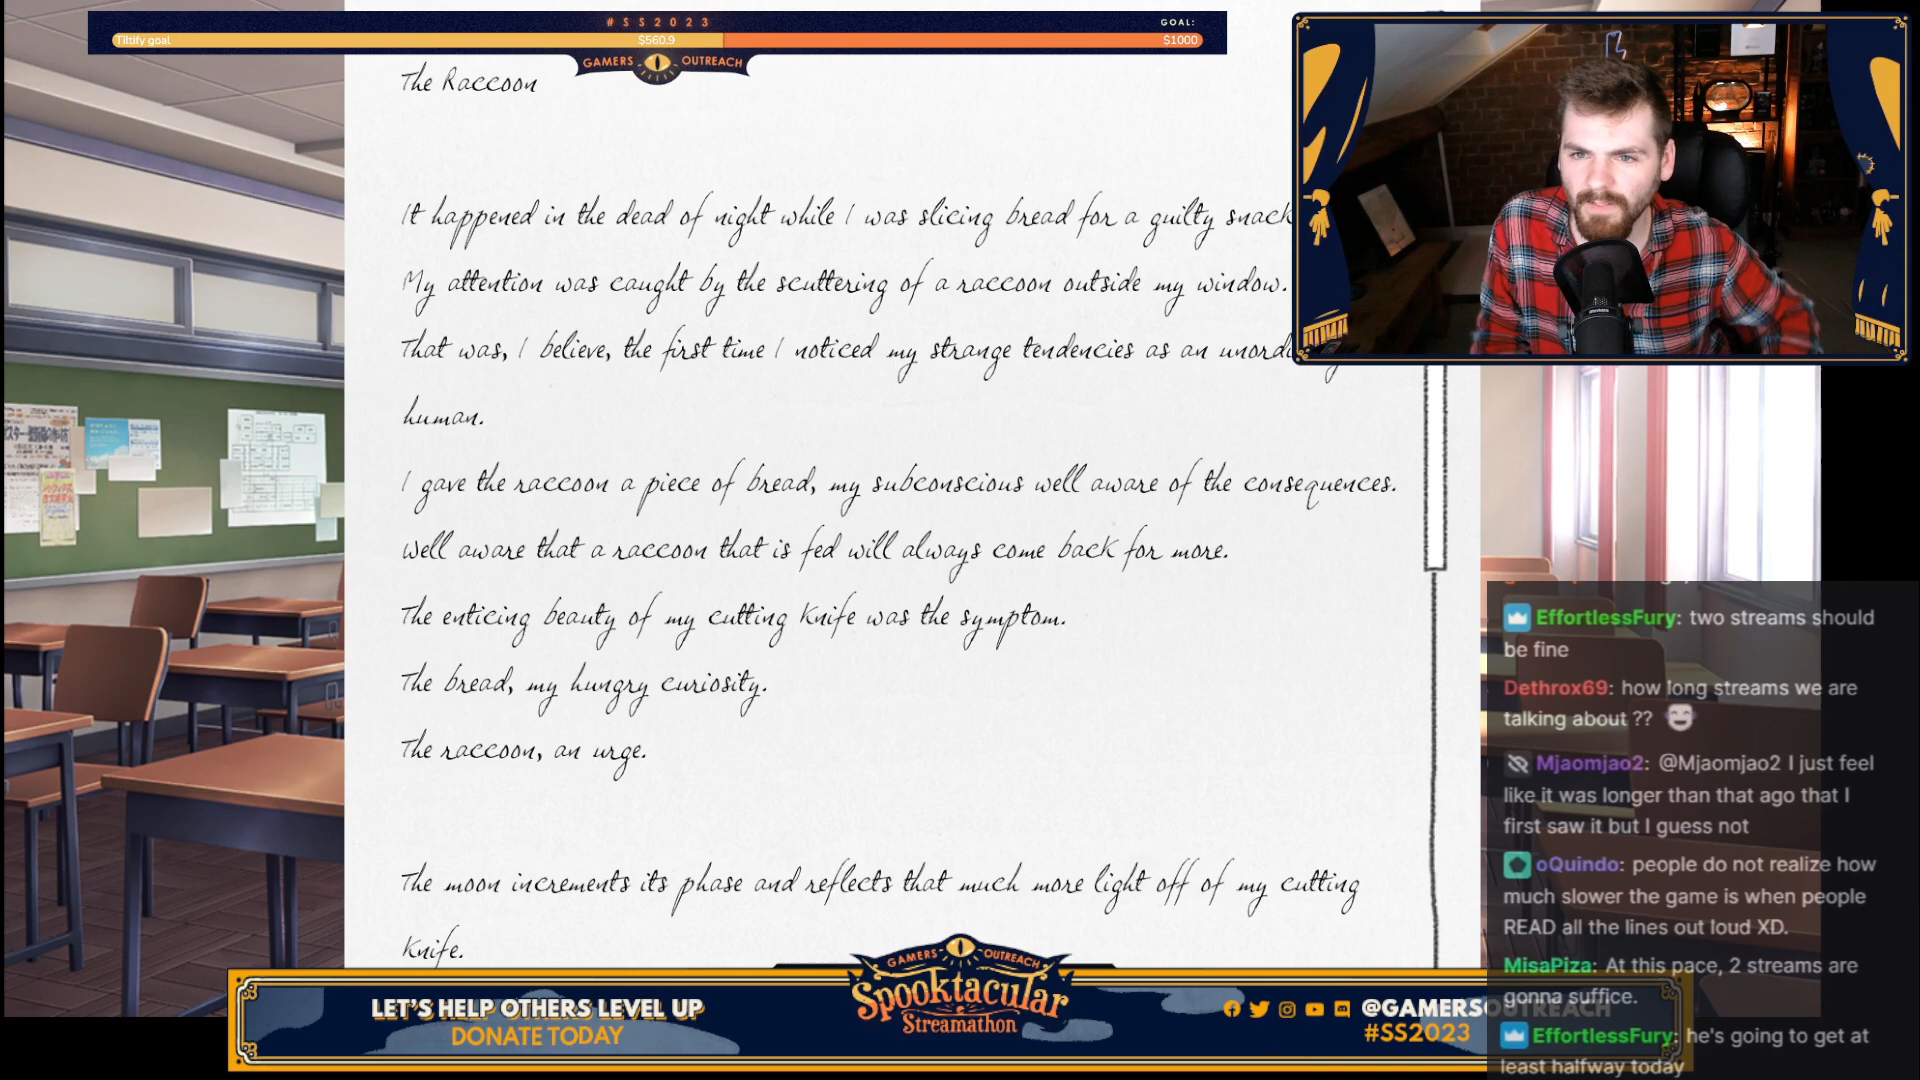 #SS2023
GOAL:
Tiltify goal
$560.9
$1000
GAMERS OUTREACH
The Raccoon
It happened in the dead of night while I was slicing bread for a guilty snack
My attention was caught by the scuttering of a raccoon outside my window.
That was, I believe, the first time I noticed my strange tendencies as an unordi
human.
I gave the raccoon a piece of bread, my subconscious well aware of the consequences.
Well aware that a raccoon that is fed will always come back for more.
The enticing beauty of my cutting knife was the symptom.
The bread, my hungry curiosity.
The raccoon, an urge.
The moon increments its phase and reflects that much more light off of my cutting
knife.
EffortlessFury: two streams should
be fine
Dethrox69: how long streams we are
talking about ??
Mjaomjao2: @Mjaomjao2 I just feel
like it was longer than that ago that I
first saw it but I guess not
oQuindo: people do not realize how
much slower the game is when people
READ all the lines out loud XD.
MisaPiza: At this pace, 2 streams are
gonna suffice.
EffortlessFury: he's going to get at
least halfway today
LET'S HELP OTHERS LEVEL UP
DONATE TODAY
GAMERS OUTREACH
Spooktacular
Streamathon
@GAMERSOUTREACH
#SS2023